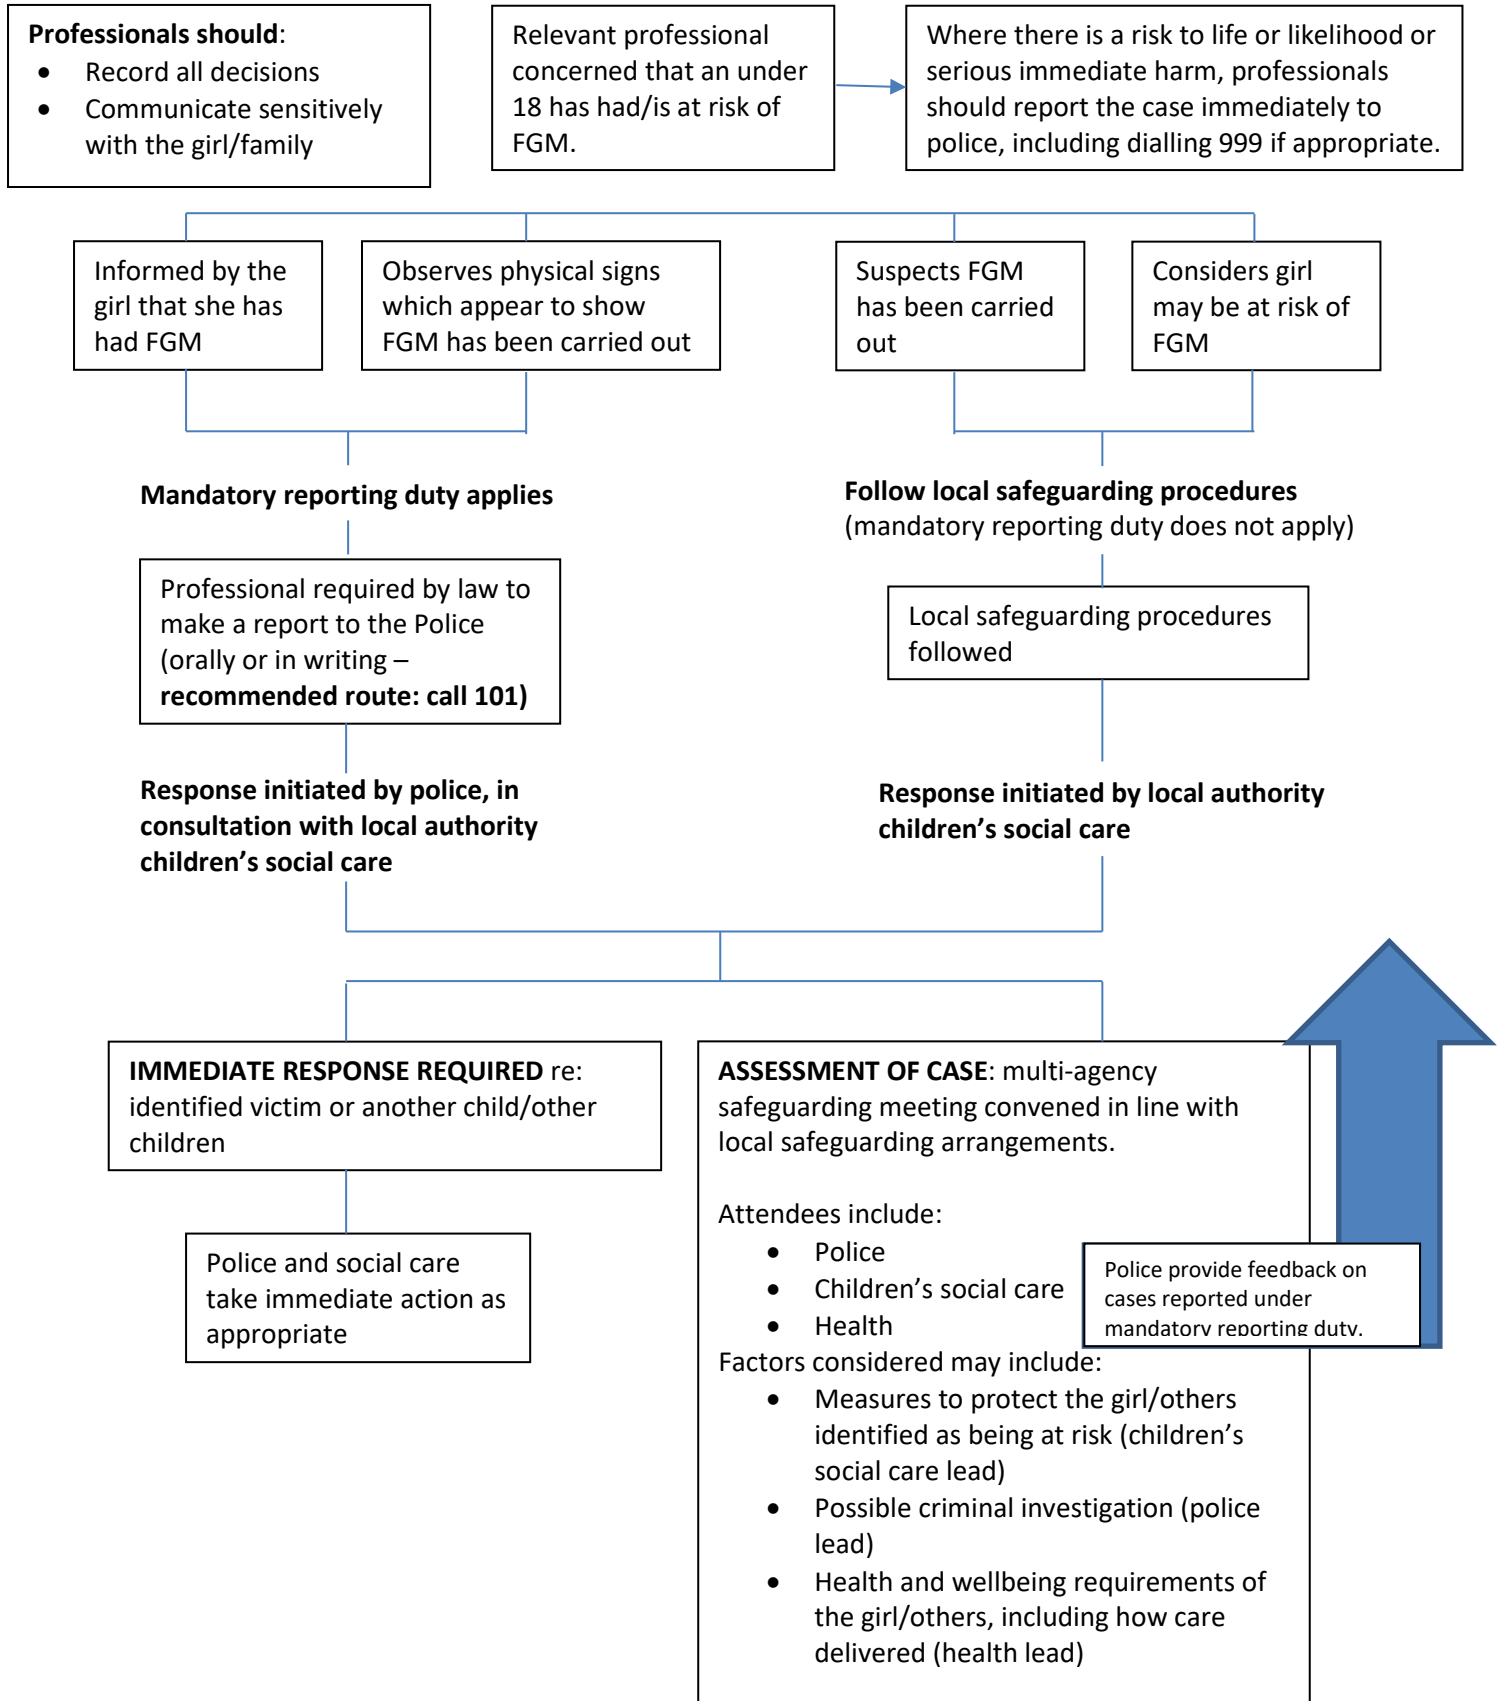 Professionals should:
• Record all decisions
• Communicate sensitively
with the girl/family
Relevant professional
concerned that an under
18 has had/is at risk of
FGM.
Where there is a risk to life or likelihood or
serious immediate harm, professionals
should report the case immediately to
police, including dialling 999 if appropriate.
Informed by the
girl that she has
had FGM
Observes physical signs
which appear to show
FGM has been carried out
Suspects FGM
has been carried
out
Considers girl
may be at risk of
FGM
Mandatory reporting duty applies
Follow local safeguarding procedures
(mandatory reporting duty does not apply)
Professional required by law to
make a report to the Police
(orally or in writing –
recommended route: call 101)
Local safeguarding procedures
followed
Response initiated by police, in
consultation with local authority
children’s social care
Response initiated by local authority
children’s social care
IMMEDIATE RESPONSE REQUIRED re:
identified victim or another child/other
children
Police and social care
take immediate action as
appropriate
ASSESSMENT OF CASE: multi-agency
safeguarding meeting convened in line with
local safeguarding arrangements.
Attendees include:
• Police
• Children’s social care
• Health
Police provide feedback on
cases reported under
mandatory reporting duty.
Factors considered may include:
• Measures to protect the girl/others
identified as being at risk (children’s
social care lead)
• Possible criminal investigation (police
lead)
• Health and wellbeing requirements of
the girl/others, including how care
delivered (health lead)